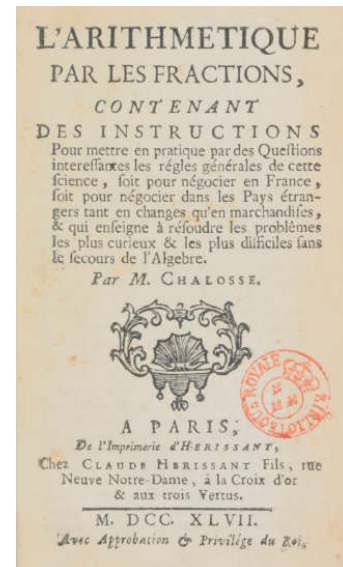 L'ARITHMETIQUE
PAR LES FRACTIONS,
CONTENANT
DES INSTRUCTIONS
Pour mettre en pratique par des Questions
interessantes les régles générales de cette
science, soit pour négocier en France,
soit pour négocier dans les Pays étran-
gers tant en changes qu'en marchandises,
& qui enseigne à résoudre les problêmes
les plus curieux & les plus difficiles sans
le secours de l'Algebre.
Par M. CHALOSSE.
BIBLIOTHEQUE ROYALE
A PARIS,
De l'Imprimerie d'HERISSANT,
Chez CLAUDE HERISSANT Fils, rue
Neuve Notre-Dame, à la Croix d'or
& aux trois Vertus.
M. DCC. XLVII.
Avec Approbation & Privilége du Roi.